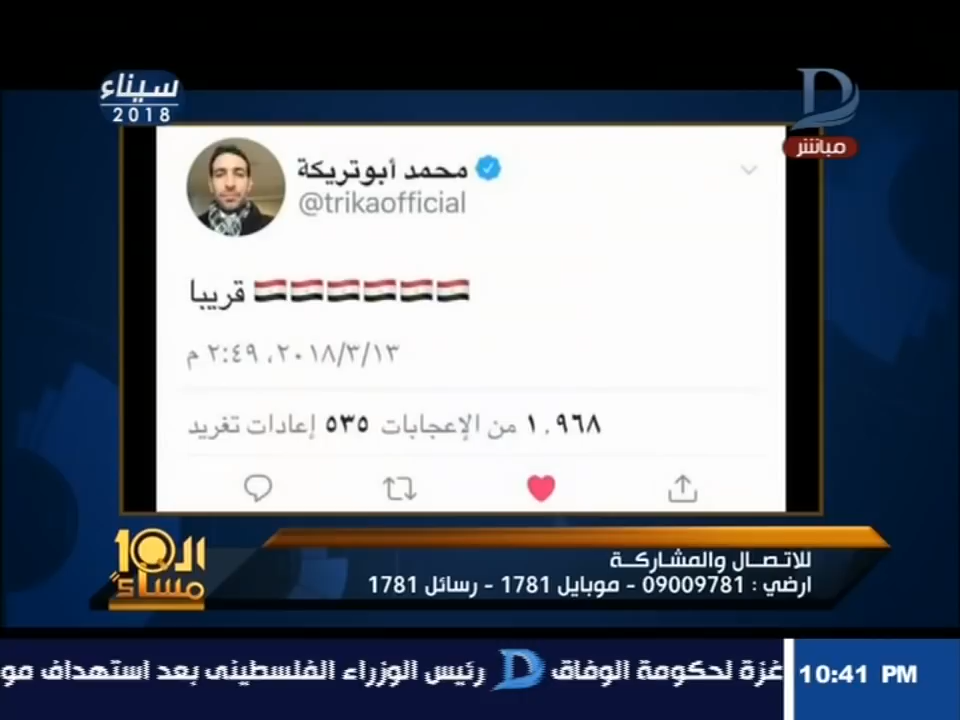 سيناء
2018
مباشر
محمد أبوتريكة
@trikaofficial
قريبا 🇪🇬🇪🇬🇪🇬🇪🇬🇪🇬🇪🇬
٢٠١٨/٣/١٣، ٢:٤٩ م
٥٣٥ إعادات تغريد ١.٩٦٨ من الإعجابات
العاشرة مساءً
للاتصال والمشاركة
ارضي : 09009781 - موبايل 1781 - رسائل 1781
غزة لحكومة الوفاق رئيس الوزراء الفلسطينى بعد استهداف مو
10:41 PM